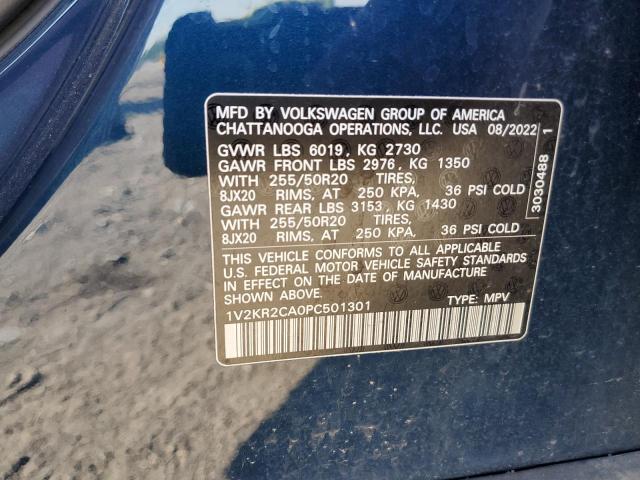 MFD BY VOLKSWAGEN GROUP OF AMERICA
CHATTANOOGA OPERATIONS, LLC. USA 08/2022
GVWR LBS 6019, KG 2730
GAWR FRONT LBS 2976, KG 1350
WITH 255/50R20 TIRES,
8JX20 RIMS, AT 250 KPA, 36 PSI COLD
GAWR REAR LBS 3153, KG 1430
WITH 255/50R20 TIRES,
8JX20 RIMS, AT 250 KPA, 36 PSI COLD
THIS VEHICLE CONFORMS TO ALL APPLICABLE
U.S. FEDERAL MOTOR VEHICLE SAFETY STANDARDS
IN EFFECT ON THE DATE OF MANUFACTURE
SHOWN ABOVE
1V2KR2CA0PC501301 TYPE: MPV
3030488 1